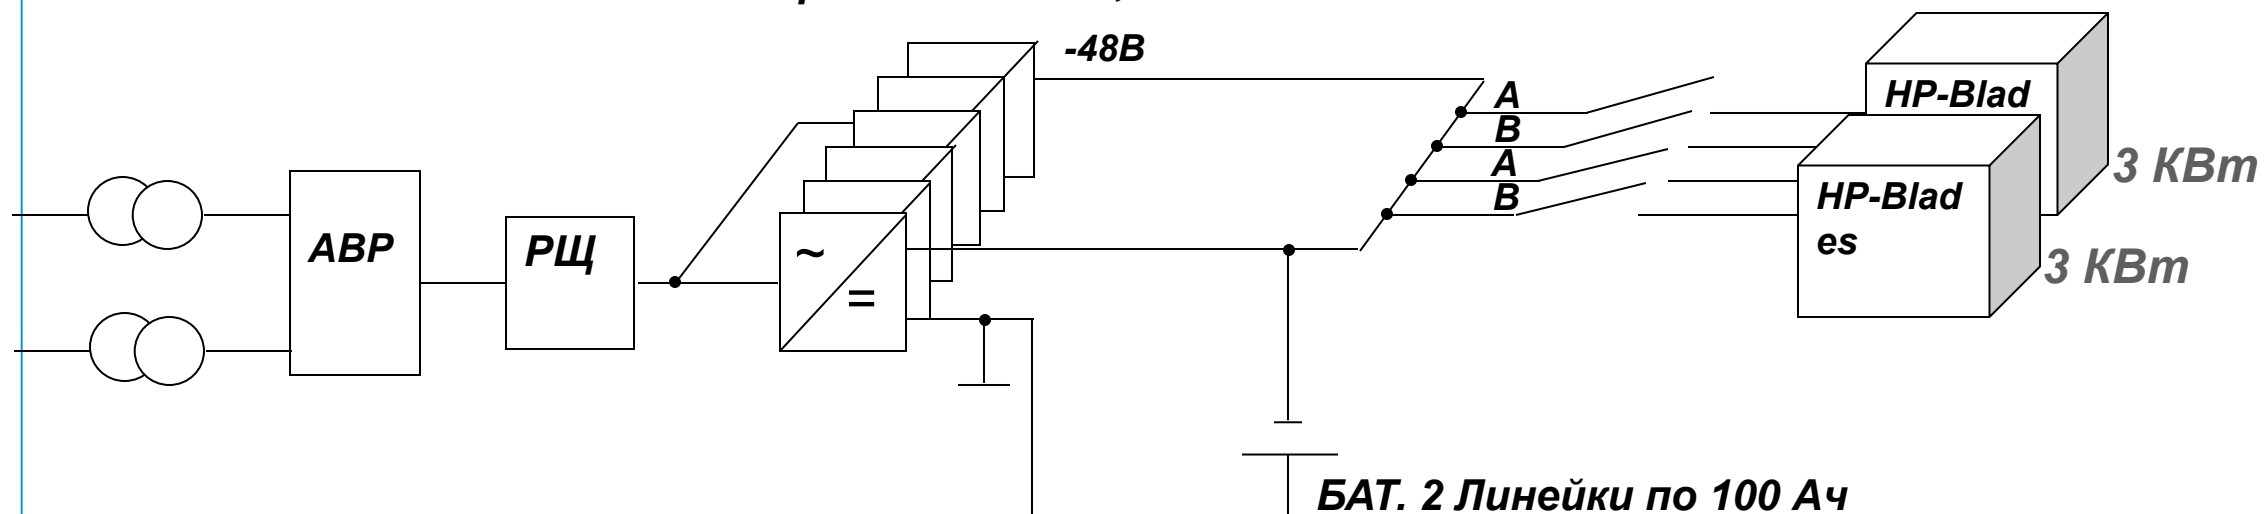 -48В
А
В
А
В
HP-Blad
3 КВт
HP-Blad
es
3 КВт
АВР
РЩ
~
=
БАТ. 2 Линейки по 100 Ач